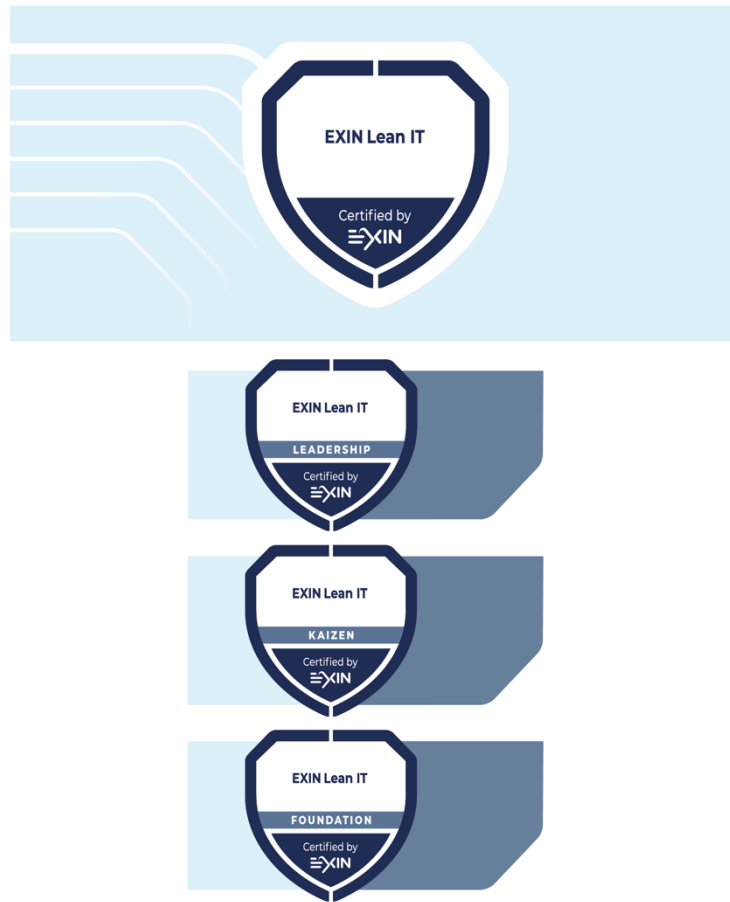 EXIN Lean IT
Certified by
EXIN
EXIN Lean IT
LEADERSHIP
Certified by
EXIN
EXIN Lean IT
KAIZEN
Certified by
EXIN
EXIN Lean IT
FOUNDATION
Certified by
EXIN